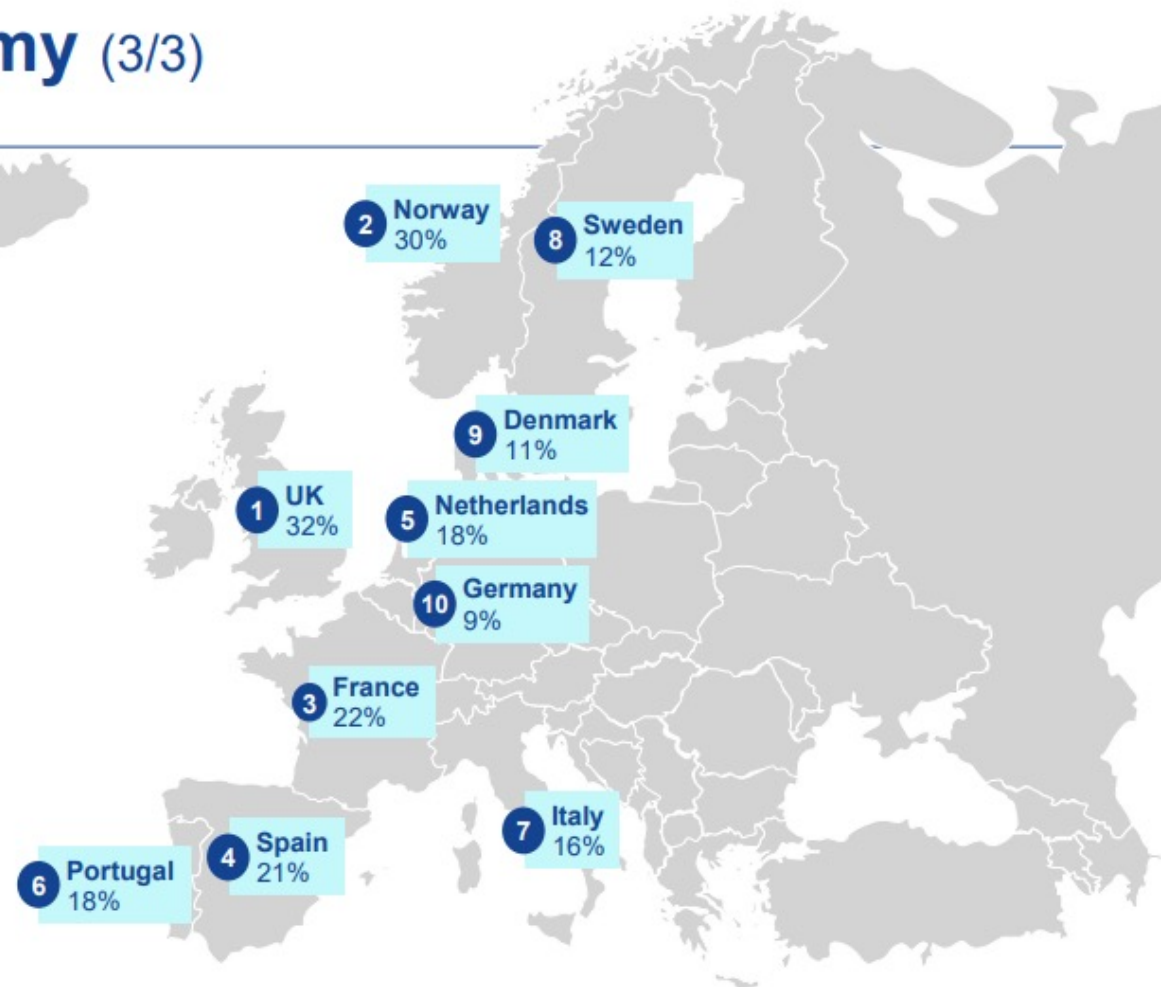 my (3/3)
2 Norway
30%
8 Sweden
12%
9 Denmark
11%
1 UK
32%
5 Netherlands
18%
10 Germany
9%
3 France
22%
7 Italy
16%
4 Spain
21%
6 Portugal
18%